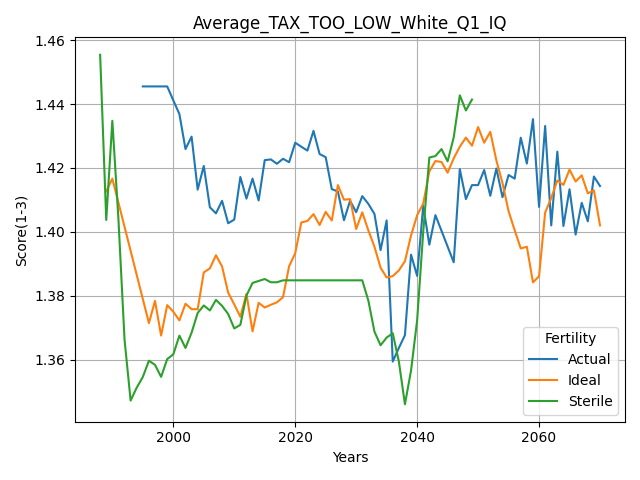 Average_TAX_TOO_LOW_White_Q1_IQ
Score(1-3)
1.46
1.44
1.42
1.40
1.38
1.36
2000
2020
2040
2060
Years
Fertility
Actual
Ideal
Sterile